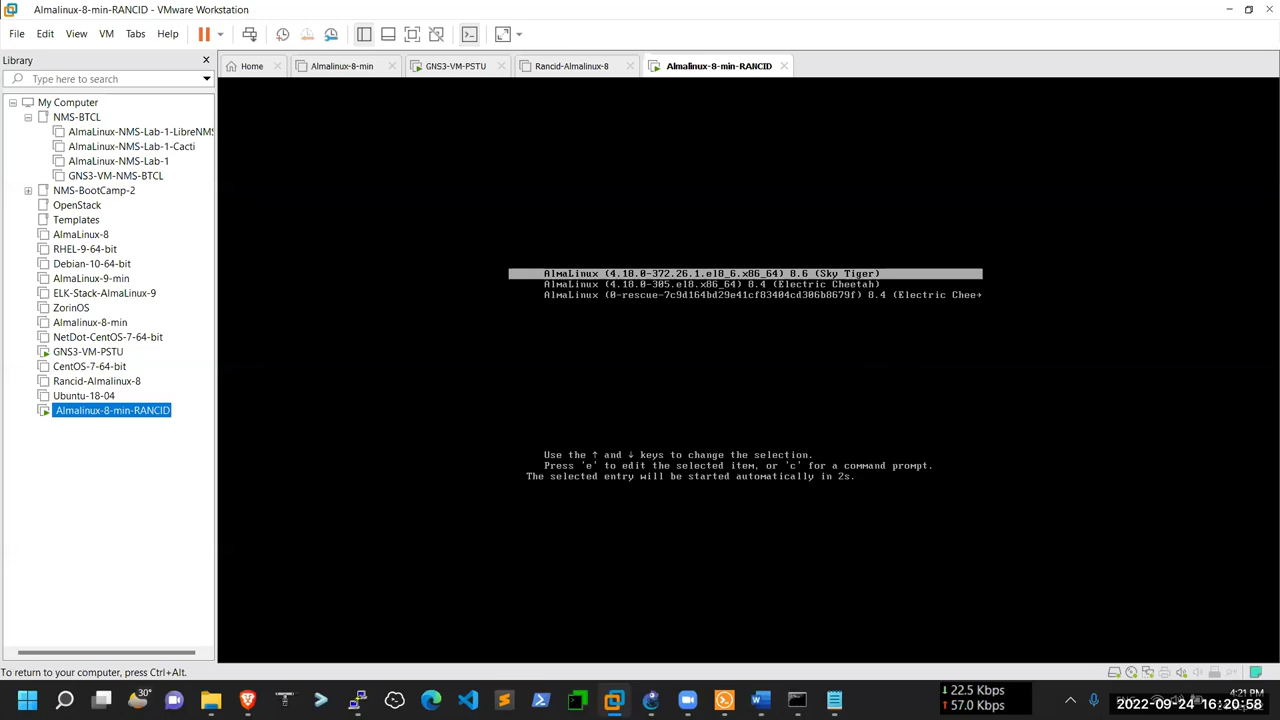 Almalinux-8-min-RANCID - VMware Workstation
File Edit View VM Tabs Help
Library
Type here to search
Home
Almalinux-8-min
GNS3-VM-PSTU
Rancid-Almalinux-8
Almalinux-8-min-RANCID
My Computer
NMS-BTCL
AlmaLinux-NMS-Lab-1-LibreNMS
AlmaLinux-NMS-Lab-1-Cacti
AlmaLinux-NMS-Lab-1
GNS3-VM-NMS-BTCL
NMS-BootCamp-2
OpenStack
Templates
AlmaLinux-8
RHEL-9-64-bit
Debian-10-64-bit
AlmaLinux-9-min
ELK-Stack-AlmaLinux-9
ZorinOS
Almalinux-8-min
NetDot-CentOS-7-64-bit
GNS3-VM-PSTU
CentOS-7-64-bit
Rancid-Almalinux-8
Ubuntu-18-04
Almalinux-8-min-RANCID
AlmaLinux (4.18.0-372.26.1.el8_6.x86_64) 8.6 (Sky Tiger)
AlmaLinux (4.18.0-305.el8.x86_64) 8.4 (Electric Cheetah)
AlmaLinux (0-rescue-7c9d164bd29e41cf83404cd306b8679f) 8.4 (Electric Chee→
Use the ↑ and ↓ keys to change the selection.
Press 'e' to edit the selected item, or 'c' for a command prompt.
The selected entry will be started automatically in 2s.
To return to your computer, press Ctrl+Alt.
30°
↓ 22.5 Kbps
↑ 57.0 Kbps
4:21 PM
2022-09-24 16:20:58